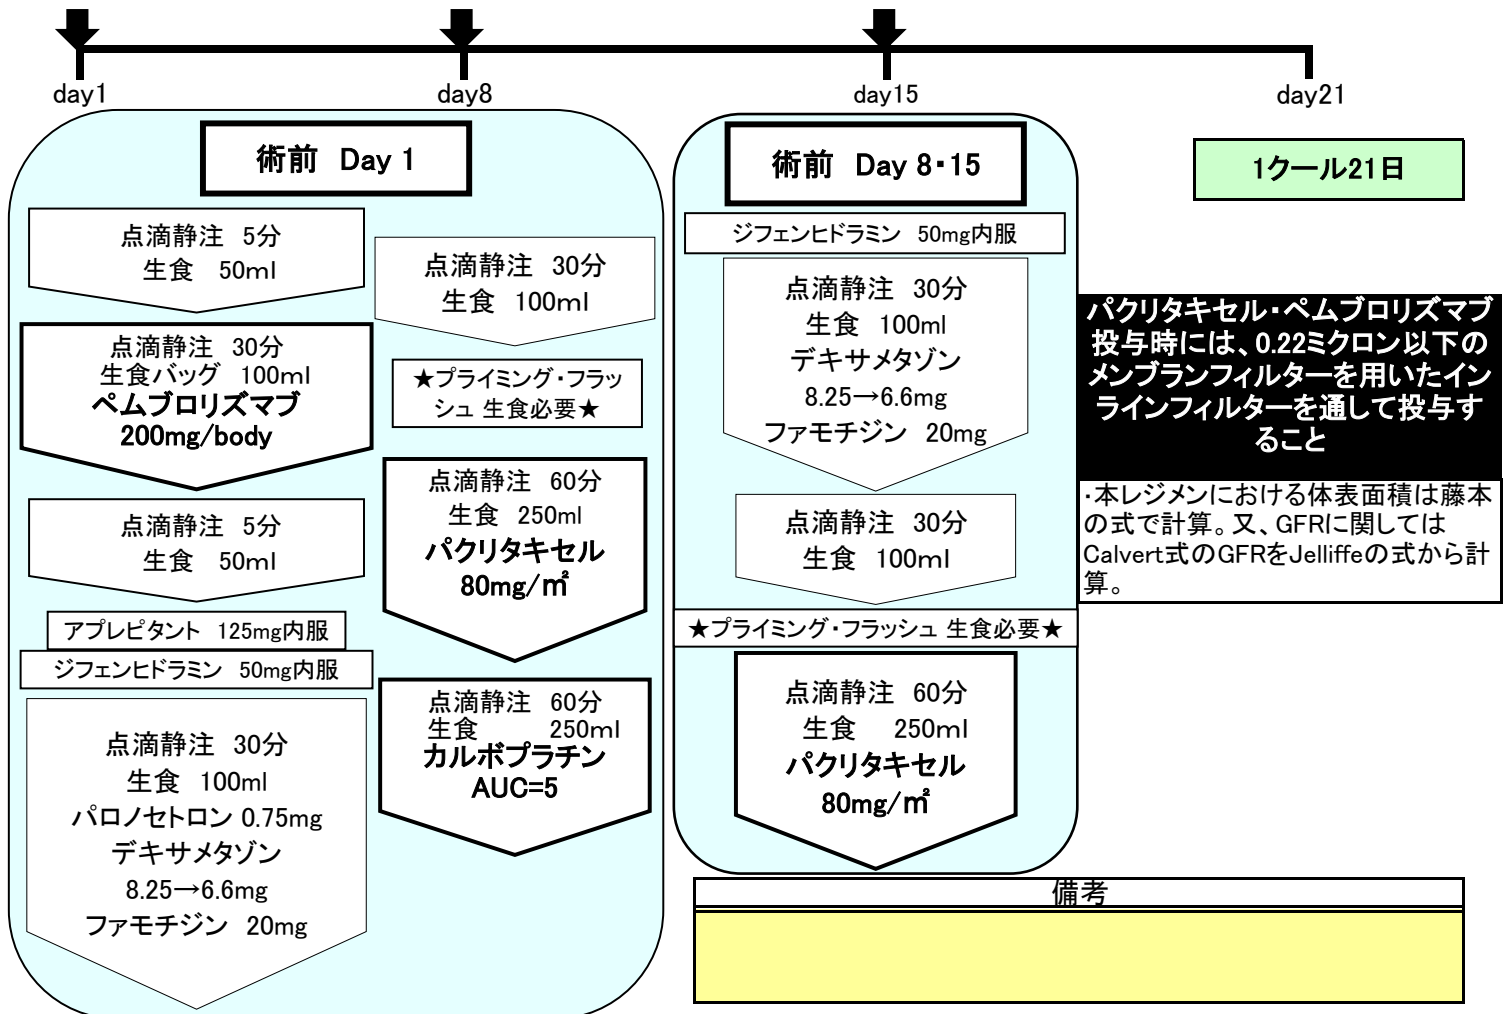 day1
day8
day15
day21
術前 Day 1
点滴静注 5分
生食 50ml
点滴静注 30分
生食バッグ 100ml
ペムブロリズマブ
200mg/body
点滴静注 5分
生食 50ml
アプレピタント 125mg内服
ジフェンヒドラミン 50mg内服
点滴静注 30分
生食 100ml
パロノセトロン 0.75mg
デキサメタゾン
8.25→6.6mg
ファモチジン 20mg
点滴静注 30分
生食 100ml
★プライミング・フラッ
シュ 生食必要★
点滴静注 60分
生食 250ml
パクリタキセル
80mg/㎡
点滴静注 60分
生食 250ml
カルボプラチン
AUC=5
術前 Day 8・15
ジフェンヒドラミン 50mg内服
点滴静注 30分
生食 100ml
デキサメタゾン
8.25→6.6mg
ファモチジン 20mg
点滴静注 30分
生食 100ml
★プライミング・フラッシュ 生食必要★
点滴静注 60分
生食 250ml
パクリタキセル
80mg/㎡
1クール21日
パクリタキセル・ペムブロリズマブ
投与時には、0.22ミクロン以下の
メンブランフィルターを用いたイン
ラインフィルターを通して投与す
ること
・本レジメンにおける体表面積は藤本
の式で計算。又、GFRに関しては
Calvert式のGFRをJelliffeの式から計
算。
備考